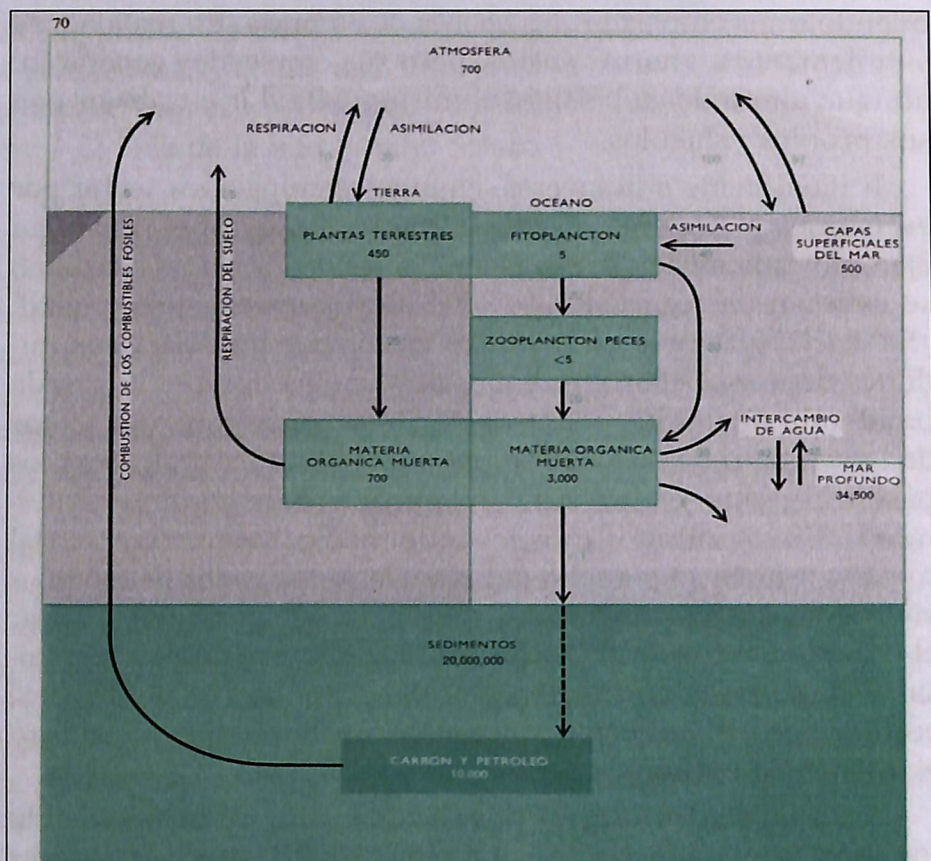 70
ATMOSFERA
700
RESPIRACION
ASIMILACION
TIERRA
OCEANO
PLANTAS TERRESTRES
450
FITOPLANCTON
5
ASIMILACION
CAPAS
SUPERFICIALES
DEL MAR
500
COMBUSTION DE LOS COMBUSTIBLES FOSILES
RESPIRACION DEL SUELO
ZOOPLANCTON PECES
<5
MATERIA
ORGANICA MUERTA
700
MATERIA ORGANICA
MUERTA
3,000
INTERCAMBIO
DE AGUA
MAR
PROFUNDO
34,500
SEDIMENTOS
20,000,000
CARBON Y PETROLEO
10,000